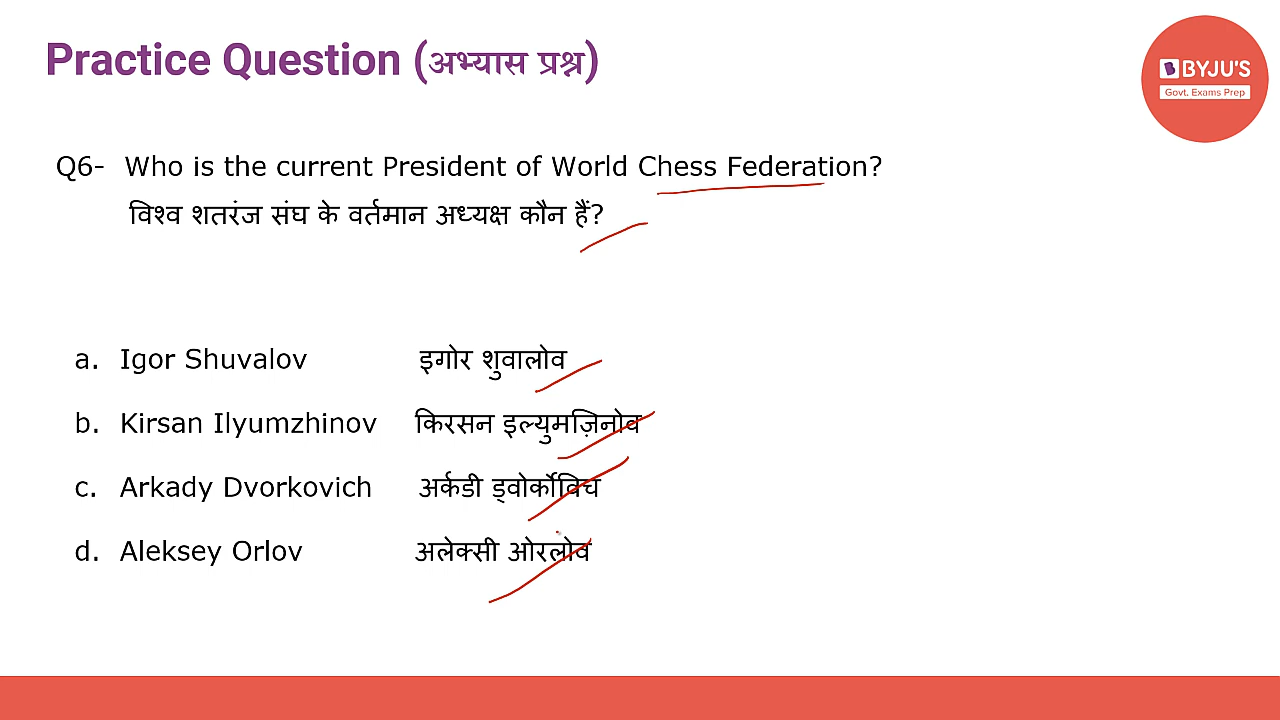 Practice Question (अभ्यास प्रश्न)
BYJU'S
Govt. Exams Prep
Q6- Who is the current President of World Chess Federation?
विश्व शतरंज संघ के वर्तमान अध्यक्ष कौन हैं?
a. Igor Shuvalov इगोर शुवालोव
b. Kirsan Ilyumzhinov किरसन इल्युमज़िनोव
c. Arkady Dvorkovich अर्कडी ड्वोर्कोविच
d. Aleksey Orlov अलेक्सी ओरलोव